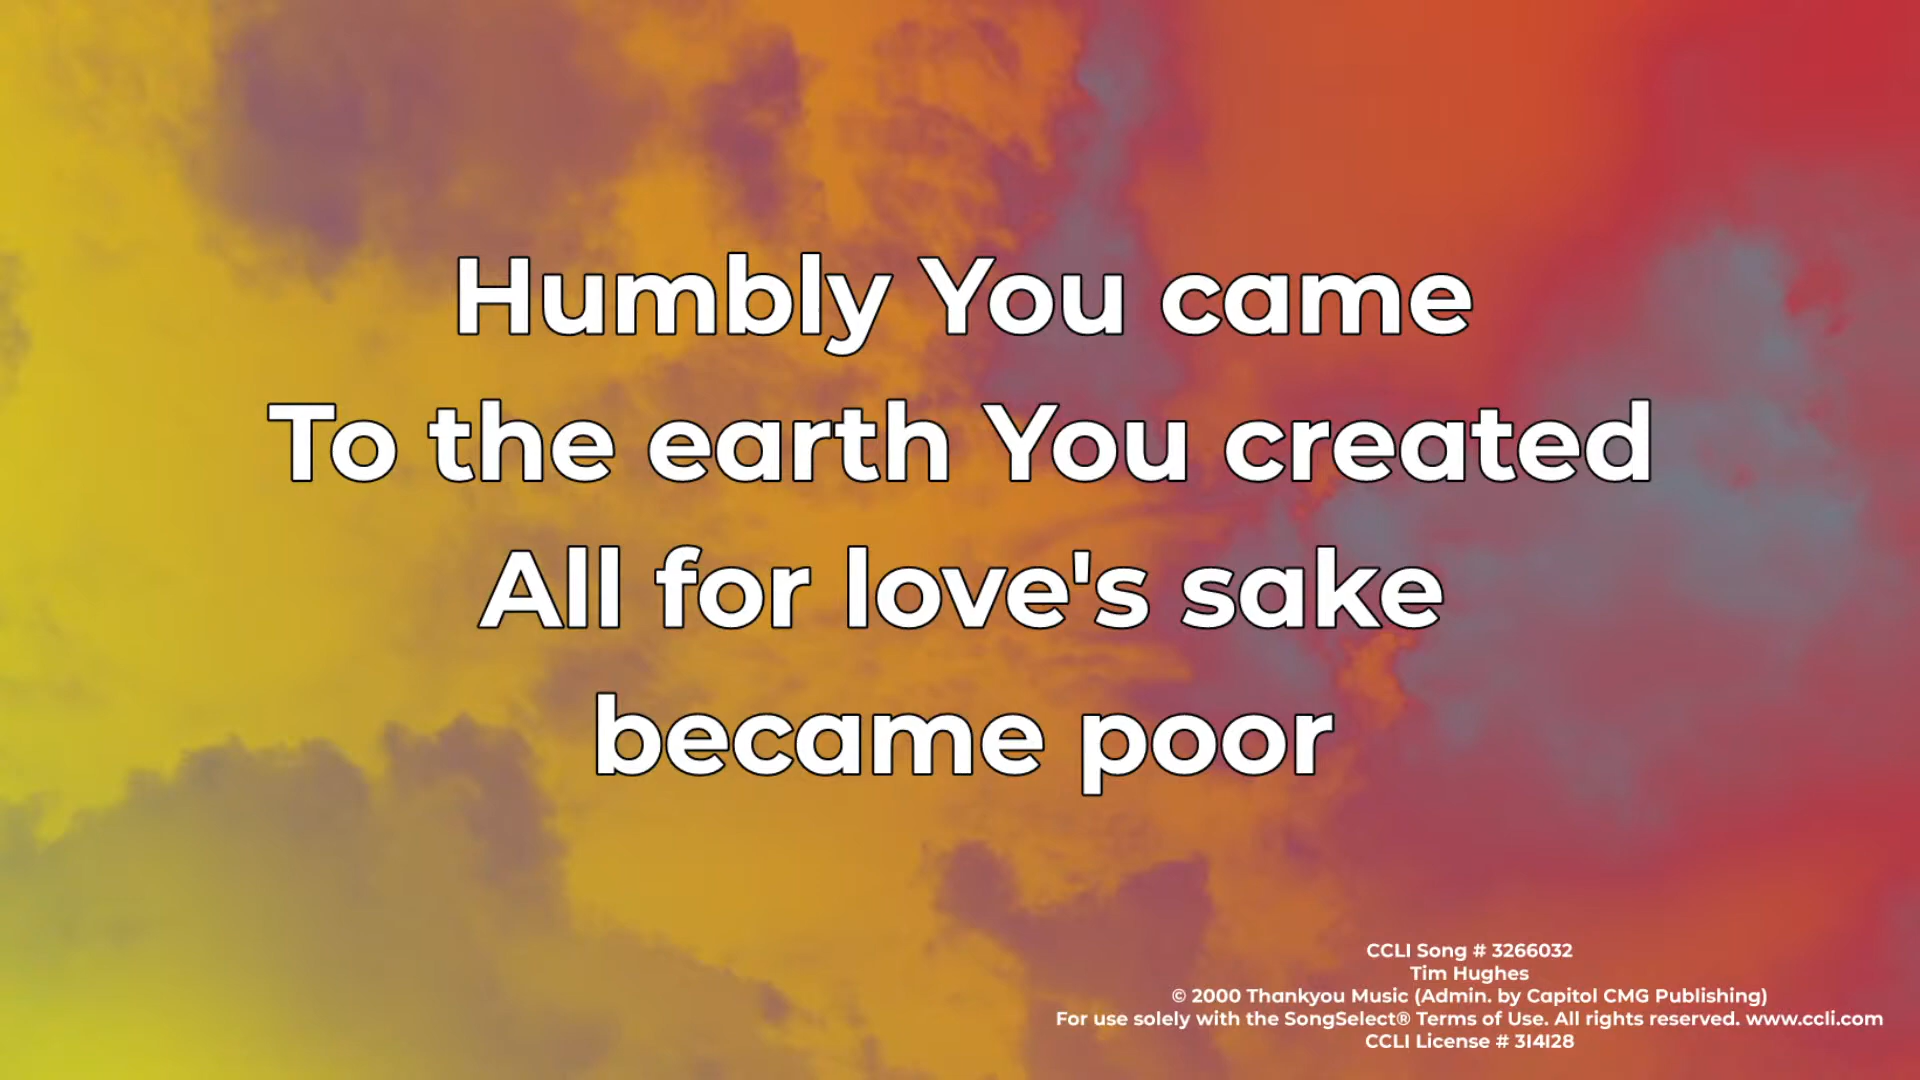 Humbly You came
To the earth You created
All for love's sake
became poor
CCLI Song # 3266032
Tim Hughes
© 2000 Thankyou Music (Admin. by Capitol CMG Publishing)
For use solely with the SongSelect® Terms of Use. All rights reserved. www.ccli.com
CCLI License # 314128